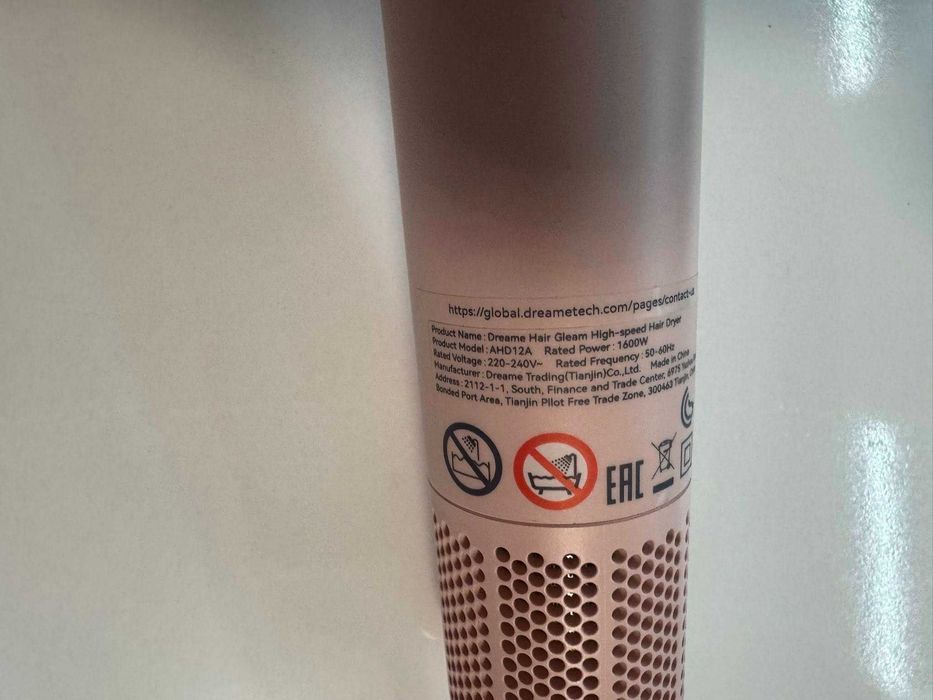 https://global.dreametech.com/pages/contact-us
Product Name : Dreame Hair Gleam High-speed Hair Dryer
Product Model : AHD12A Rated Power : 1600W
Rated Voltage : 220-240V~ Rated Frequency : 50-60Hz
Manufacturer : Dreame Trading(Tianjin)Co.,Ltd. Made in China
Address : 2112-1-1, South, Finance and Trade Center, 6975
Bonded Port Area, Tianjin Pilot Free Trade Zone, 300463 Tianjin,
EAC